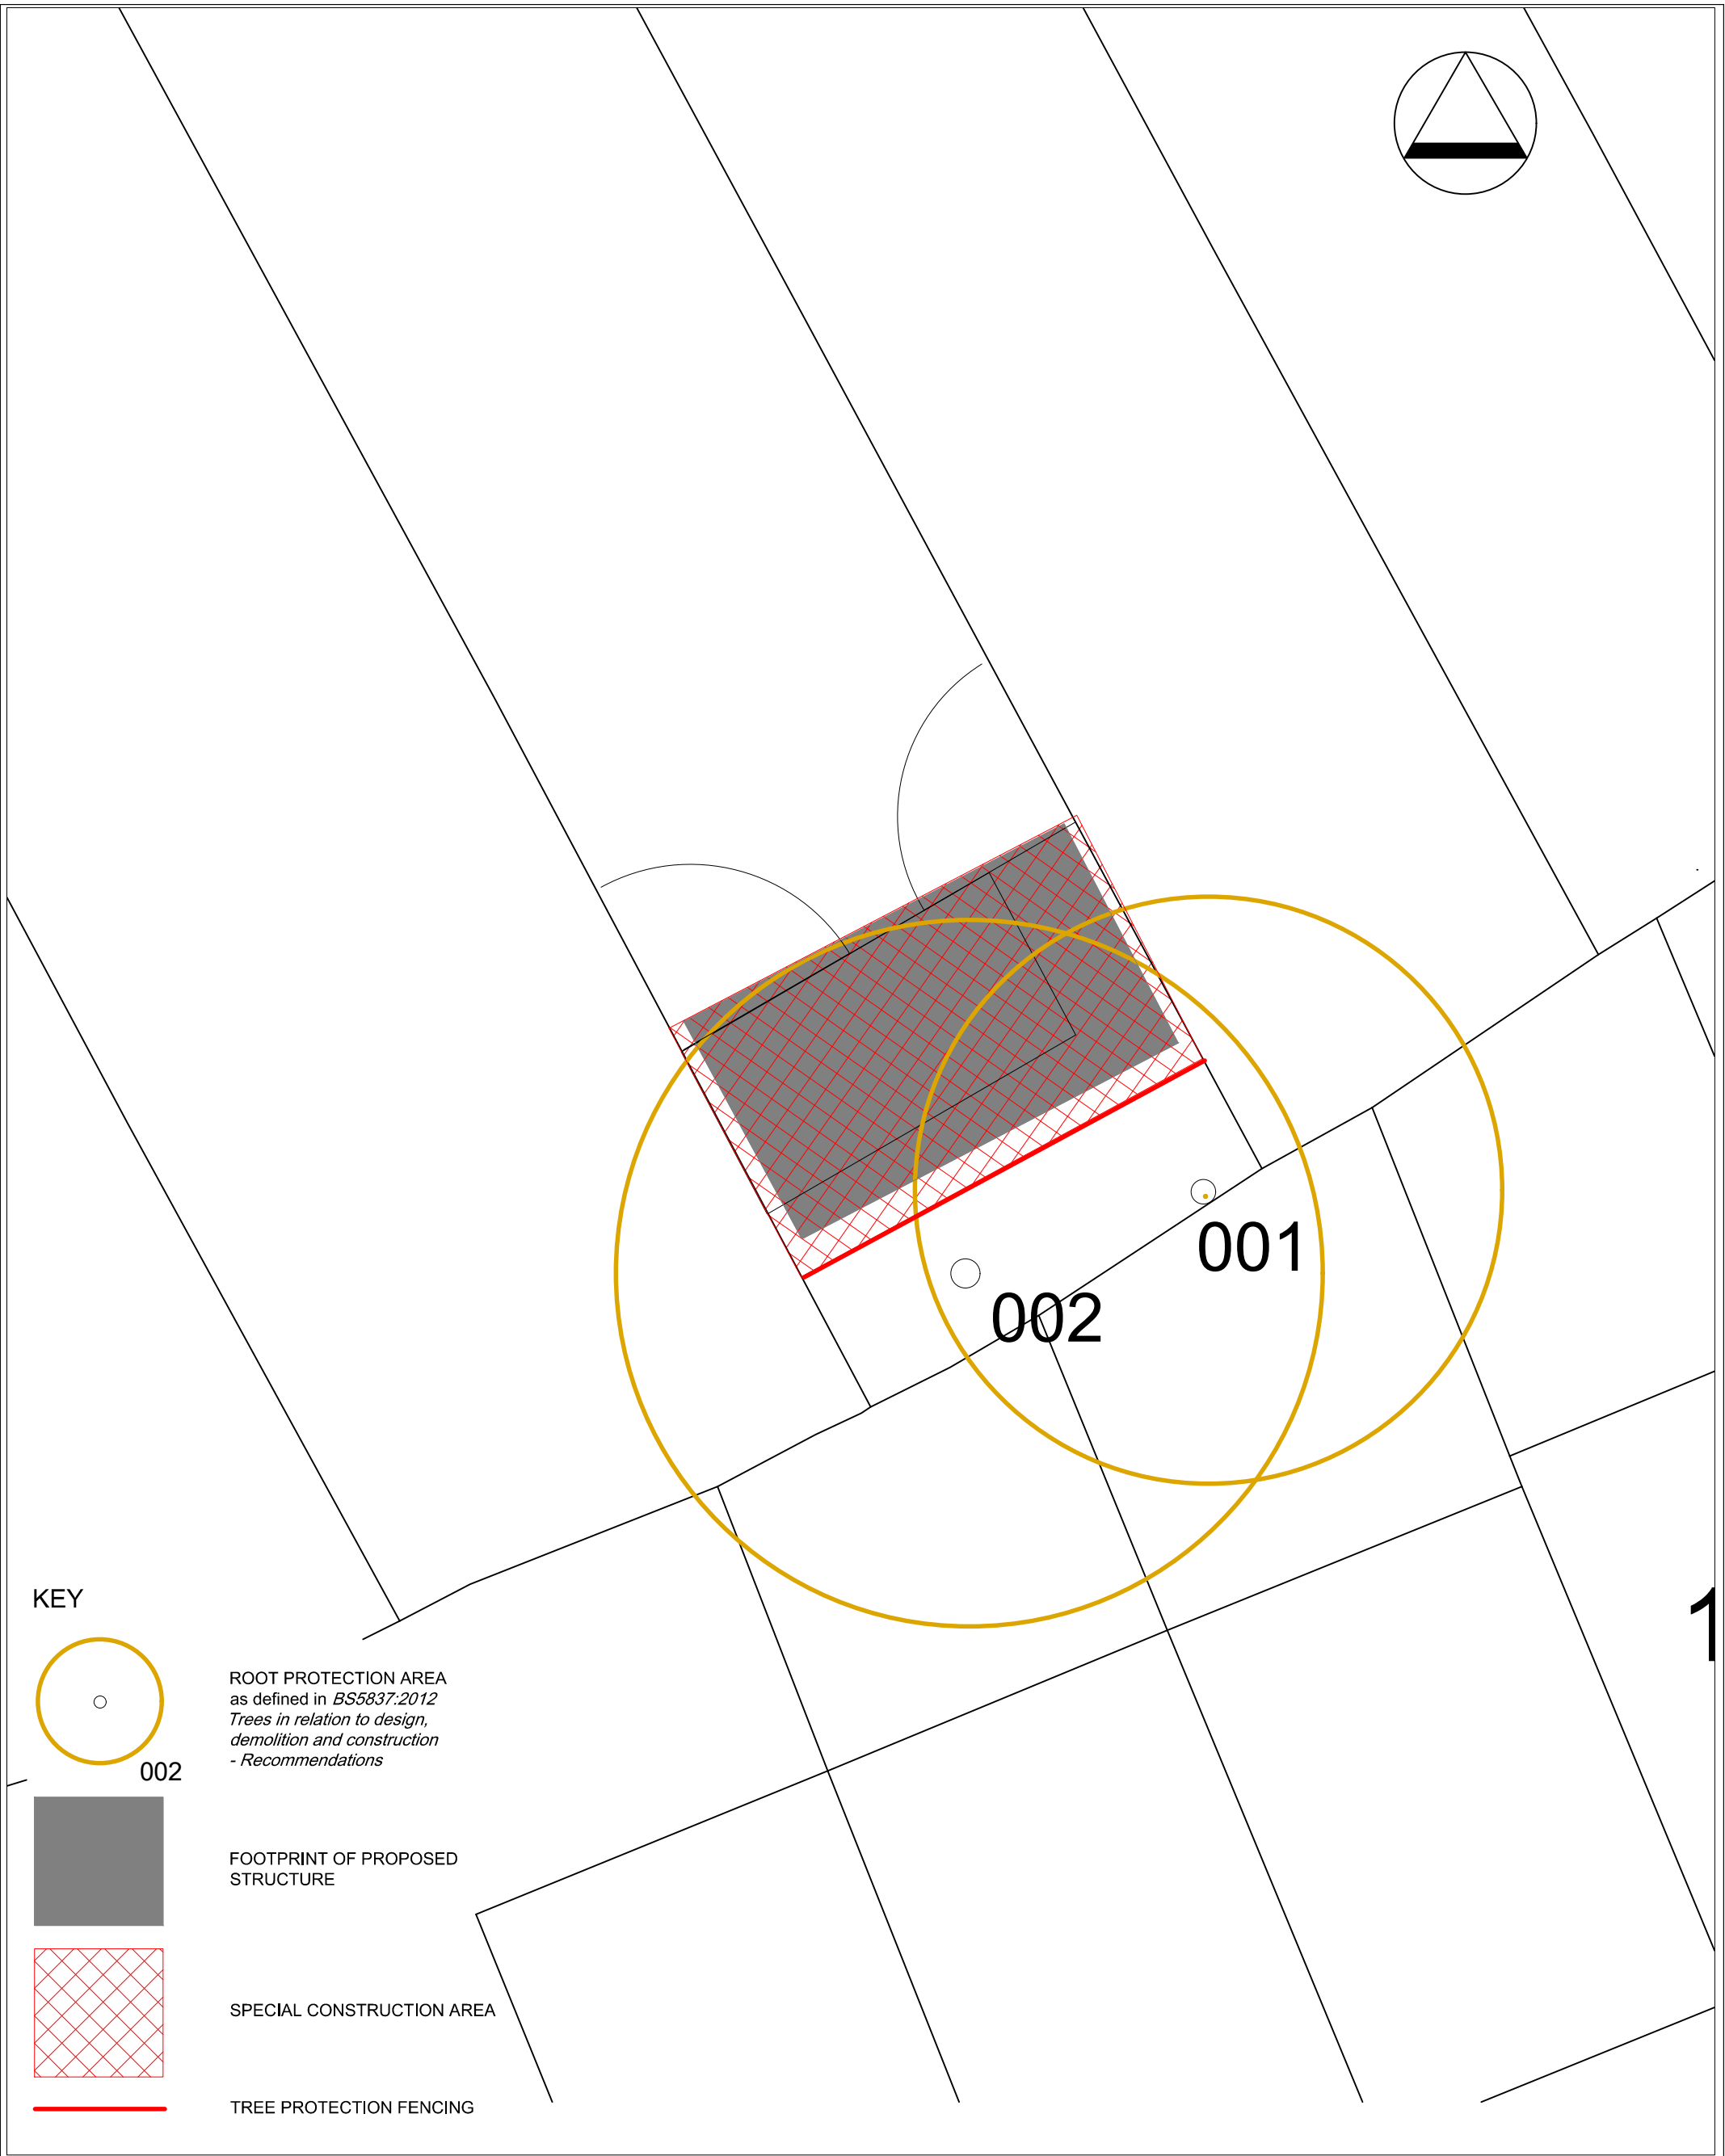 001
002
1
KEY
ROOT PROTECTION AREA
as defined in BS5837:2012
Trees in relation to design,
demolition and construction
- Recommendations
002
FOOTPRINT OF PROPOSED
STRUCTURE
SPECIAL CONSTRUCTION AREA
TREE PROTECTION FENCING